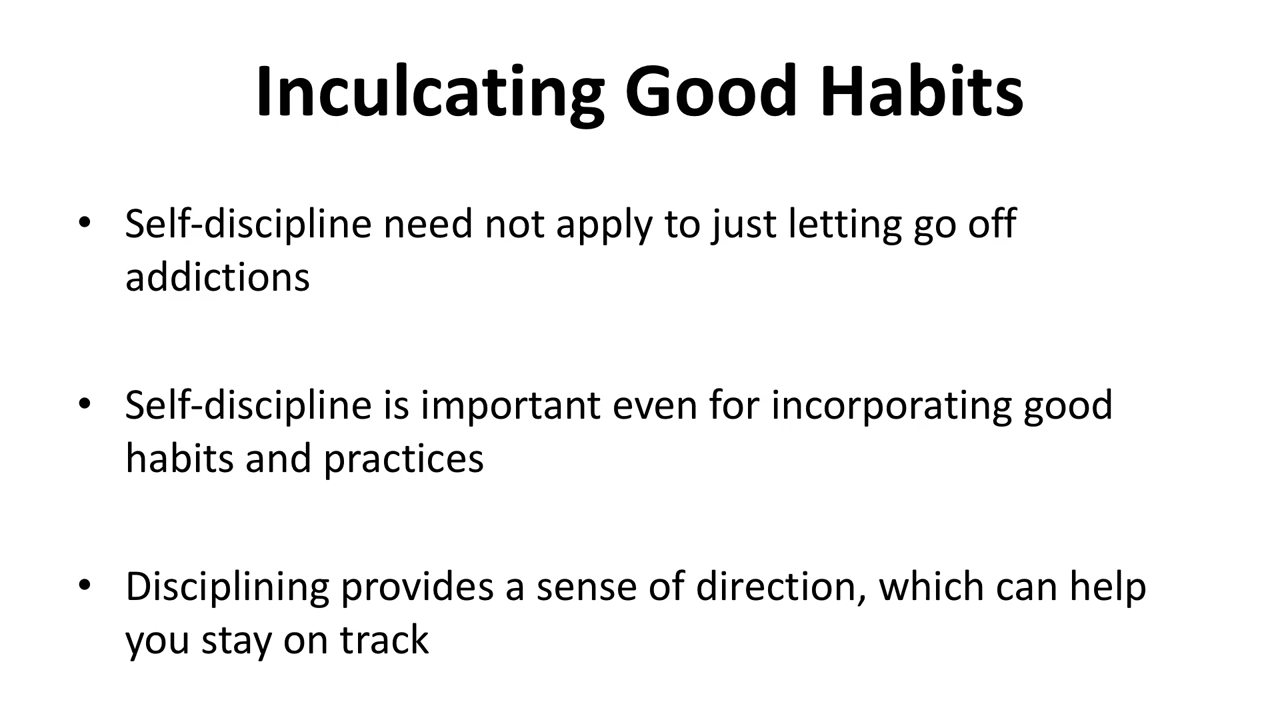 Inculcating Good Habits
• Self-discipline need not apply to just letting go off
addictions
• Self-discipline is important even for incorporating good
habits and practices
• Disciplining provides a sense of direction, which can help
you stay on track